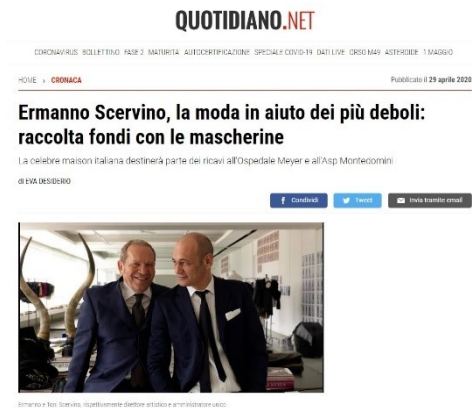 QUOTIDIANO.NET
CORONAVIRUS BOLLETTINO FASE 2 MATURITÀ AUTOCERTIFICAZIONE SPECIALE COVID-19 DATI LIVE ORSO M49 ASTEROIDE 1 MAGGIO
HOME › CRONACA
Pubblicato il 29 aprile 2020
Ermanno Scervino, la moda in aiuto dei più deboli:
raccolta fondi con le mascherine
La celebre maison italiana destinerà parte dei ricavi all'Ospedale Meyer e all'Asp Montedomini
di EVA DESIDERIO
Condividi
Tweet
Invia tramite email
Ermanno e Toni Scervino, rispettivamente direttore artistico e amministratore unico